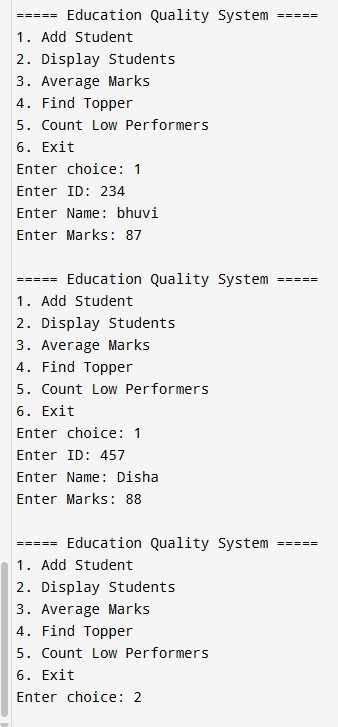 ===== Education Quality System =====
1. Add Student
2. Display Students
3. Average Marks
4. Find Topper
5. Count Low Performers
6. Exit
Enter choice: 1
Enter ID: 234
Enter Name: bhuvi
Enter Marks: 87

===== Education Quality System =====
1. Add Student
2. Display Students
3. Average Marks
4. Find Topper
5. Count Low Performers
6. Exit
Enter choice: 1
Enter ID: 457
Enter Name: Disha
Enter Marks: 88

===== Education Quality System =====
1. Add Student
2. Display Students
3. Average Marks
4. Find Topper
5. Count Low Performers
6. Exit
Enter choice: 2